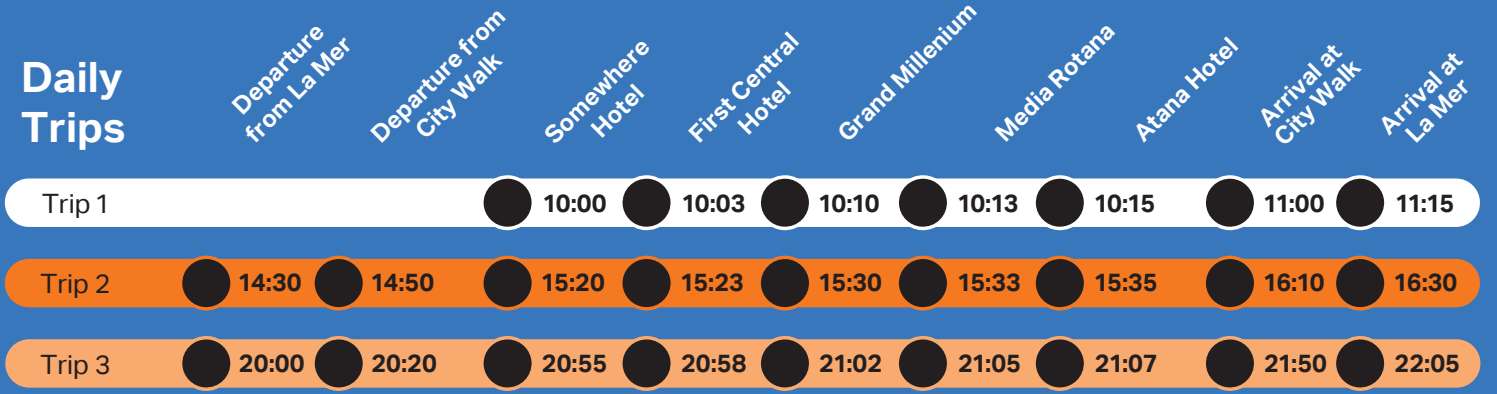 Daily
Trips
Departure
from La Mer
Departure from
City Walk
Somewhere
Hotel
First Central
Hotel
Grand Millenium
Media Rotana
Atana Hotel
Arrival at
City Walk
Arrival at
La Mer
Trip 1 10:00 10:03 10:10 10:13 10:15 11:00 11:15
Trip 2 14:30 14:50 15:20 15:23 15:30 15:33 15:35 16:10 16:30
Trip 3 20:00 20:20 20:55 20:58 21:02 21:05 21:07 21:50 22:05